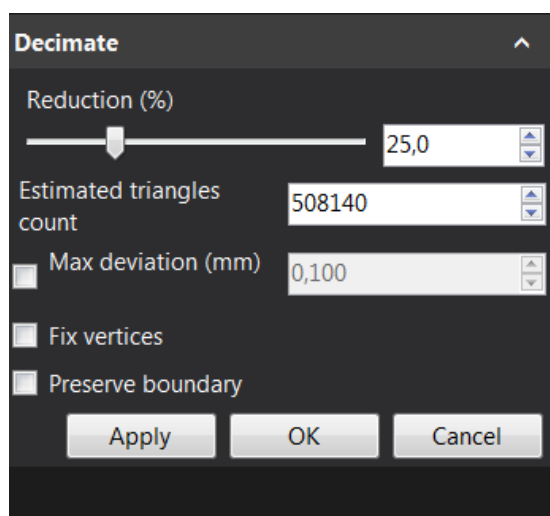 Decimate
Reduction (%)
25,0
Estimated triangles
count
508140
Max deviation (mm)
0,100
Fix vertices
Preserve boundary
Apply OK Cancel